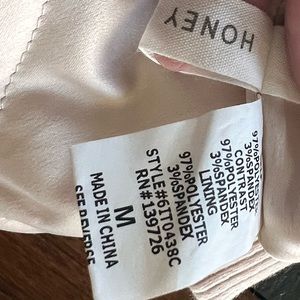 HONEY
97%POLYESTER
3%SPANDEX
CONTRAST
97%POLYESTER
3%SPANDEX
LINING
97%POLYESTER
3%SPANDEX
STYLE#6IT0438C
RN#139726
M
MADE IN CHINA
SEE REVERSE